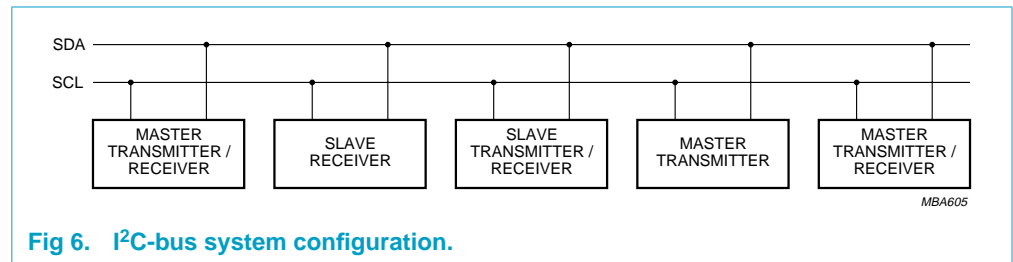 SDA
SCL
MASTER
TRANSMITTER /
RECEIVER
SLAVE
RECEIVER
SLAVE
TRANSMITTER /
RECEIVER
MASTER
TRANSMITTER
MASTER
TRANSMITTER /
RECEIVER
MBA605
Fig 6. I²C-bus system configuration.